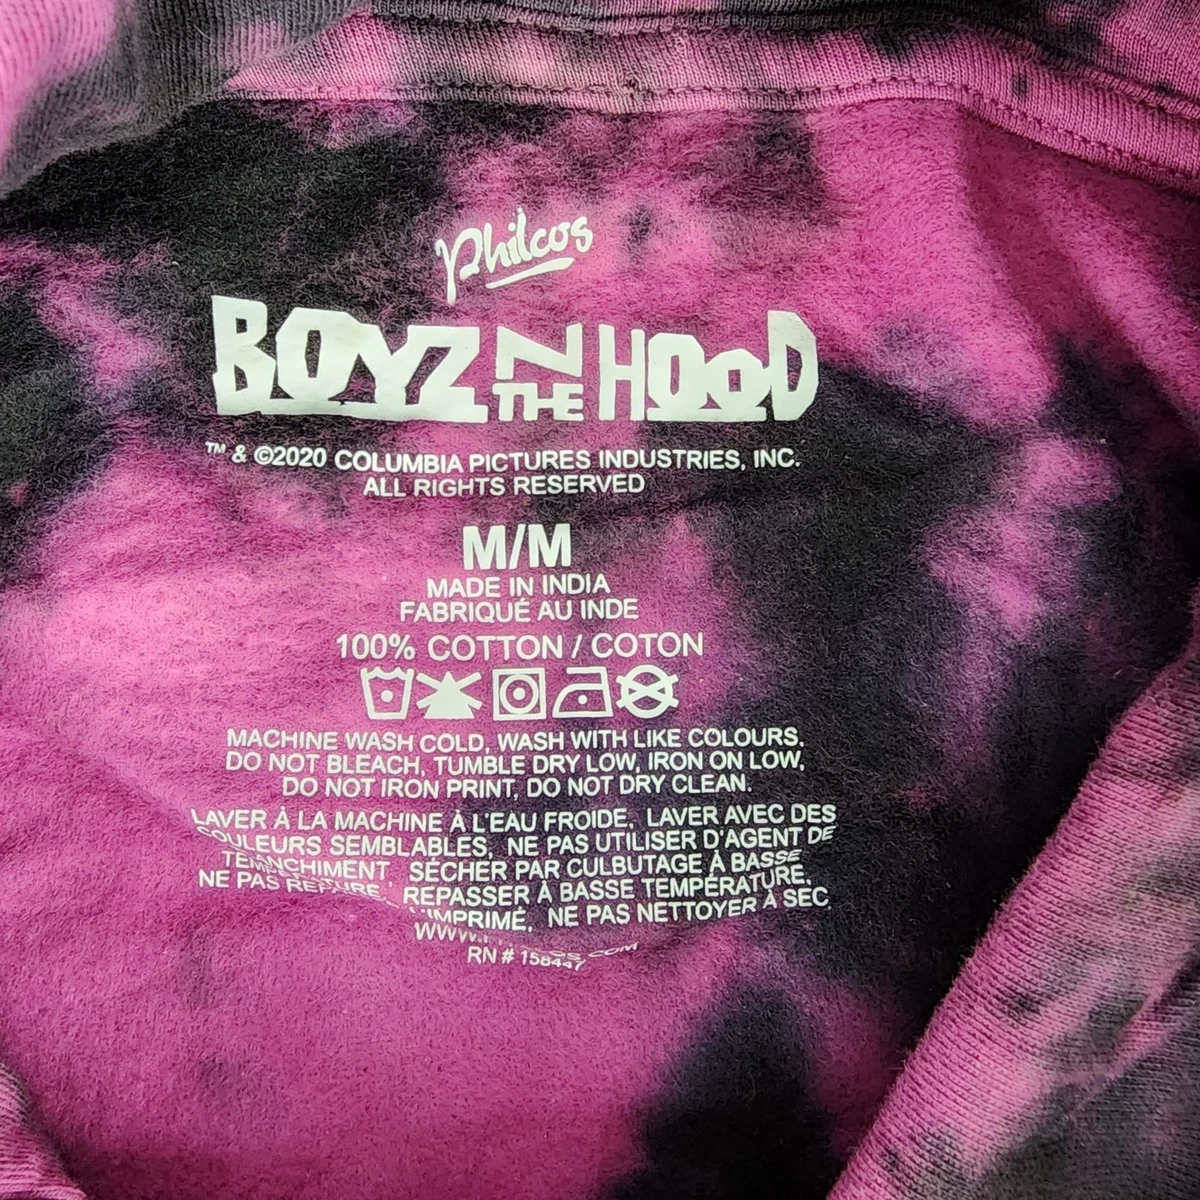 Philcos
BOYZ N THE HOOD
™ & ©2020 COLUMBIA PICTURES INDUSTRIES, INC.
ALL RIGHTS RESERVED
M/M
MADE IN INDIA
FABRIQUÉ AU INDE
100% COTTON / COTON
MACHINE WASH COLD, WASH WITH LIKE COLOURS,
DO NOT BLEACH, TUMBLE DRY LOW, IRON ON LOW,
DO NOT IRON PRINT, DO NOT DRY CLEAN.
LAVER À LA MACHINE À L'EAU FROIDE, LAVER AVEC DES
COULEURS SEMBLABLES, NE PAS UTILISER D'AGENT DE
SÉCHER PAR CULBUTAGE À BASSE
NE PAS REPASSER À BASSE TEMPÉRATURE,
L'IMPRIMÉ, NE PAS NETTOYER À SEC
RN # 158447